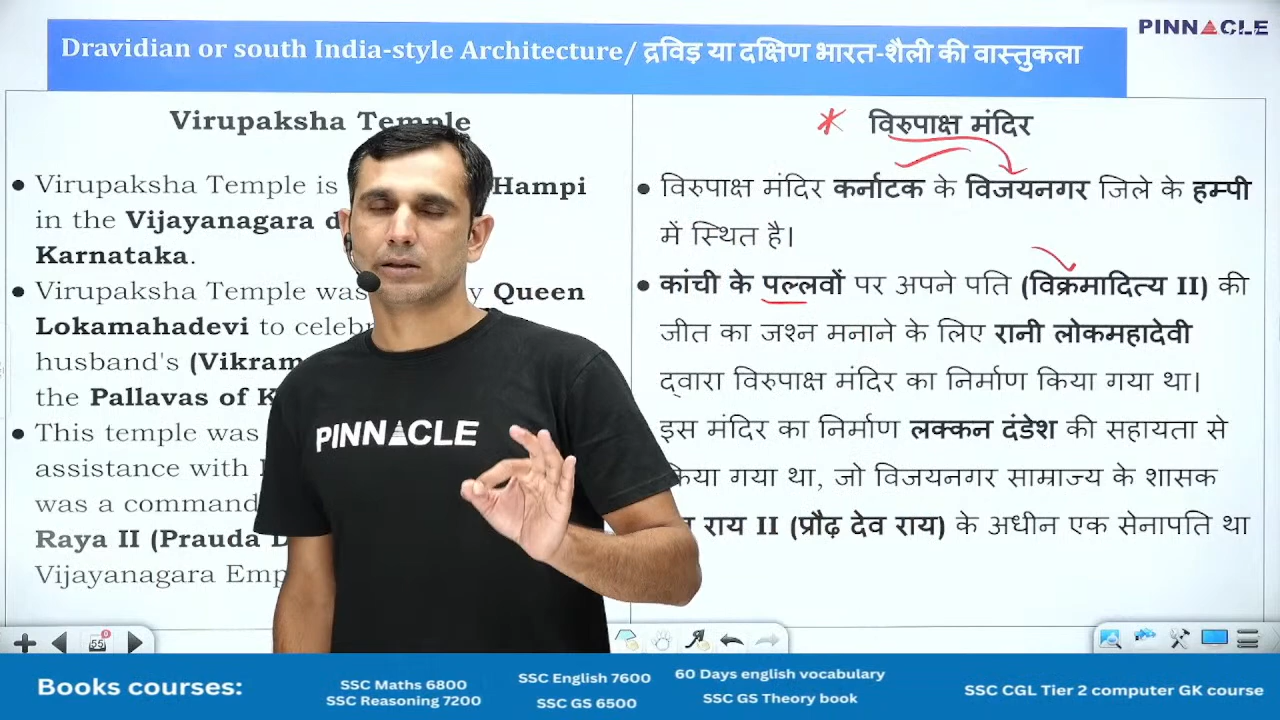 PINNACLE
Dravidian or south India-style Architecture/ द्रविड़ या दक्षिण भारत-शैली की वास्तुकला
Virupaksha Temple
Virupaksha Temple is Hampi
in the Vijayanagara
Karnataka.
Virupaksha Temple was Queen
Lokamahadevi to
husband's
the Pallavas of
This temple was
assistance with
was a
Raya II (Prauda
Vijayanagara
विरुपाक्ष मंदिर
विरुपाक्ष मंदिर कर्नाटक के विजयनगर जिले के हम्पी
में स्थित है।
कांची के पल्लवों पर अपने पति (विक्रमादित्य II) की
जीत का जश्न मनाने के लिए रानी लोकमहादेवी
द्वारा विरुपाक्ष मंदिर का निर्माण किया गया था।
इस मंदिर का निर्माण लक्कन दंडेश की सहायता से
किया गया था, जो विजयनगर साम्राज्य के शासक
राय II (प्रौढ़ देव राय) के अधीन एक सेनापति था
PINNACLE
55
Books courses:
SSC Maths 6800
SSC Reasoning 7200
SSC English 7600
SSC GS 6500
60 Days english vocabulary
SSC GS Theory book
SSC CGL Tier 2 computer GK course